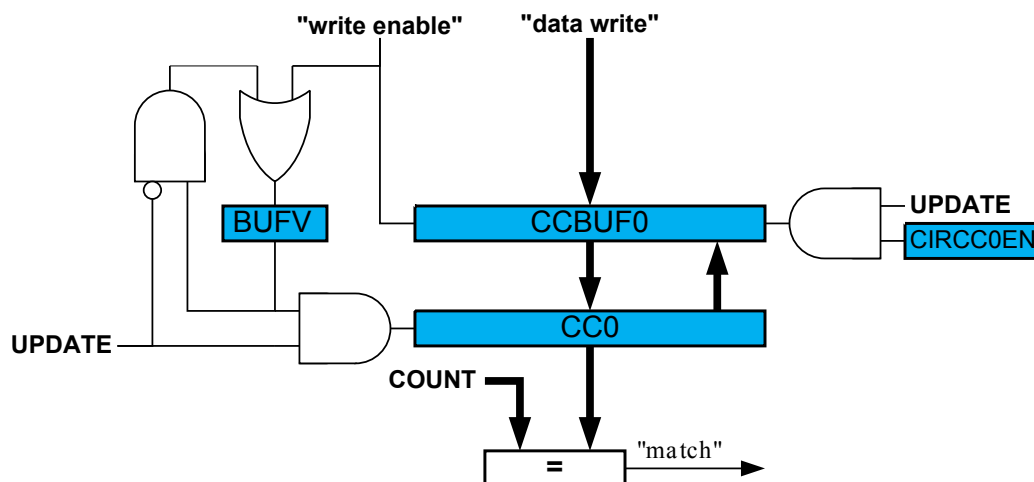 "write enable"
"data write"
BUFV
CCBUF0
UPDATE
CIRCC0EN
UPDATE
CC0
COUNT
=
"match"